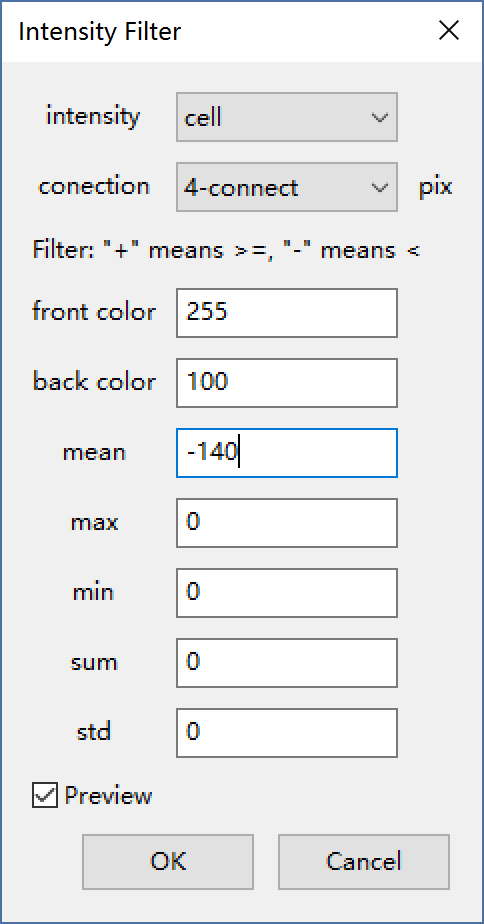 Intensity Filter
intensity cell
conection 4-connect pix
Filter: "+" means >=, "-" means <
front color 255
back color 100
mean -140
max 0
min 0
sum 0
std 0
Preview
OK Cancel